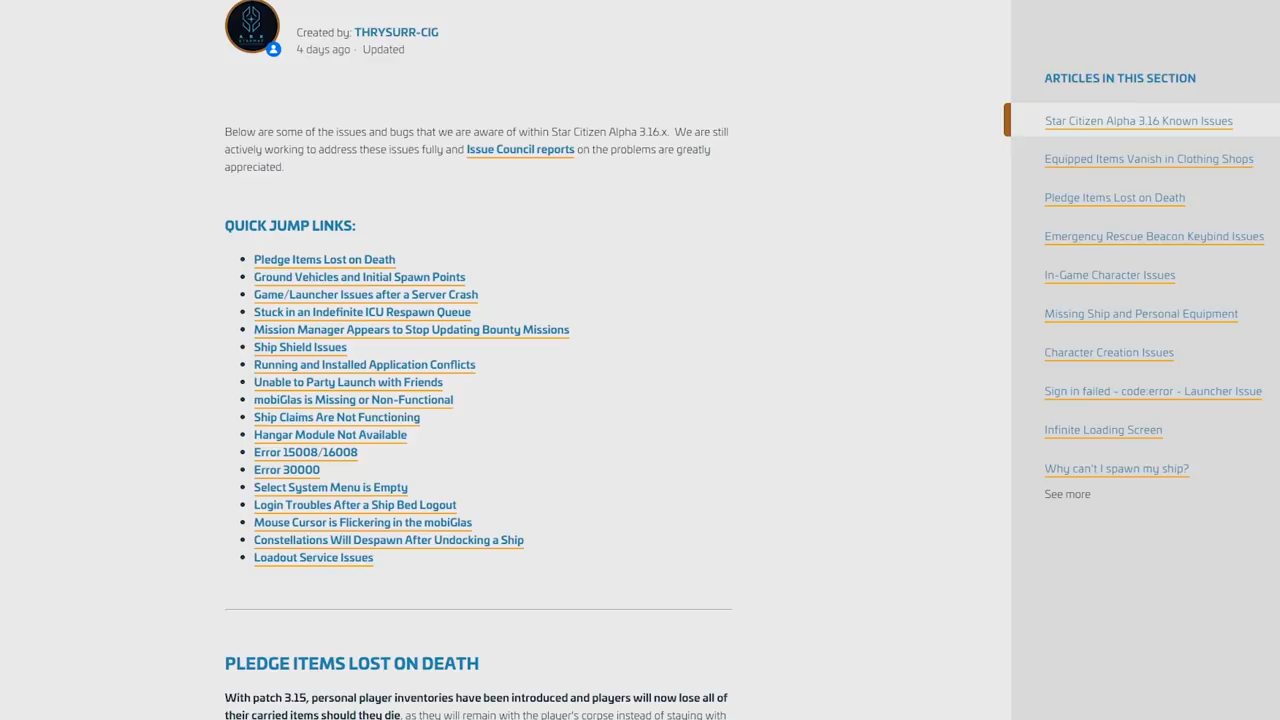 ARK
STARMAP
Created by: THRYSURR-CIG
4 days ago · Updated
Below are some of the issues and bugs that we are aware of within Star Citizen Alpha 3.16.x. We are still
actively working to address these issues fully and Issue Council reports on the problems are greatly
appreciated.
QUICK JUMP LINKS:
Pledge Items Lost on Death
Ground Vehicles and Initial Spawn Points
Game/Launcher Issues after a Server Crash
Stuck in an Indefinite ICU Respawn Queue
Mission Manager Appears to Stop Updating Bounty Missions
Ship Shield Issues
Running and Installed Application Conflicts
Unable to Party Launch with Friends
mobiGlas is Missing or Non-Functional
Ship Claims Are Not Functioning
Hangar Module Not Available
Error 15008/16008
Error 30000
Select System Menu is Empty
Login Troubles After a Ship Bed Logout
Mouse Cursor is Flickering in the mobiGlas
Constellations Will Despawn After Undocking a Ship
Loadout Service Issues
PLEDGE ITEMS LOST ON DEATH
With patch 3.15, personal player inventories have been introduced and players will now lose all of
their carried items should they die, as they will remain with the player's corpse instead of staying with
ARTICLES IN THIS SECTION
Star Citizen Alpha 3.16 Known Issues
Equipped Items Vanish in Clothing Shops
Pledge Items Lost on Death
Emergency Rescue Beacon Keybind Issues
In-Game Character Issues
Missing Ship and Personal Equipment
Character Creation Issues
Sign in failed - code:error - Launcher Issue
Infinite Loading Screen
Why can't I spawn my ship?
See more